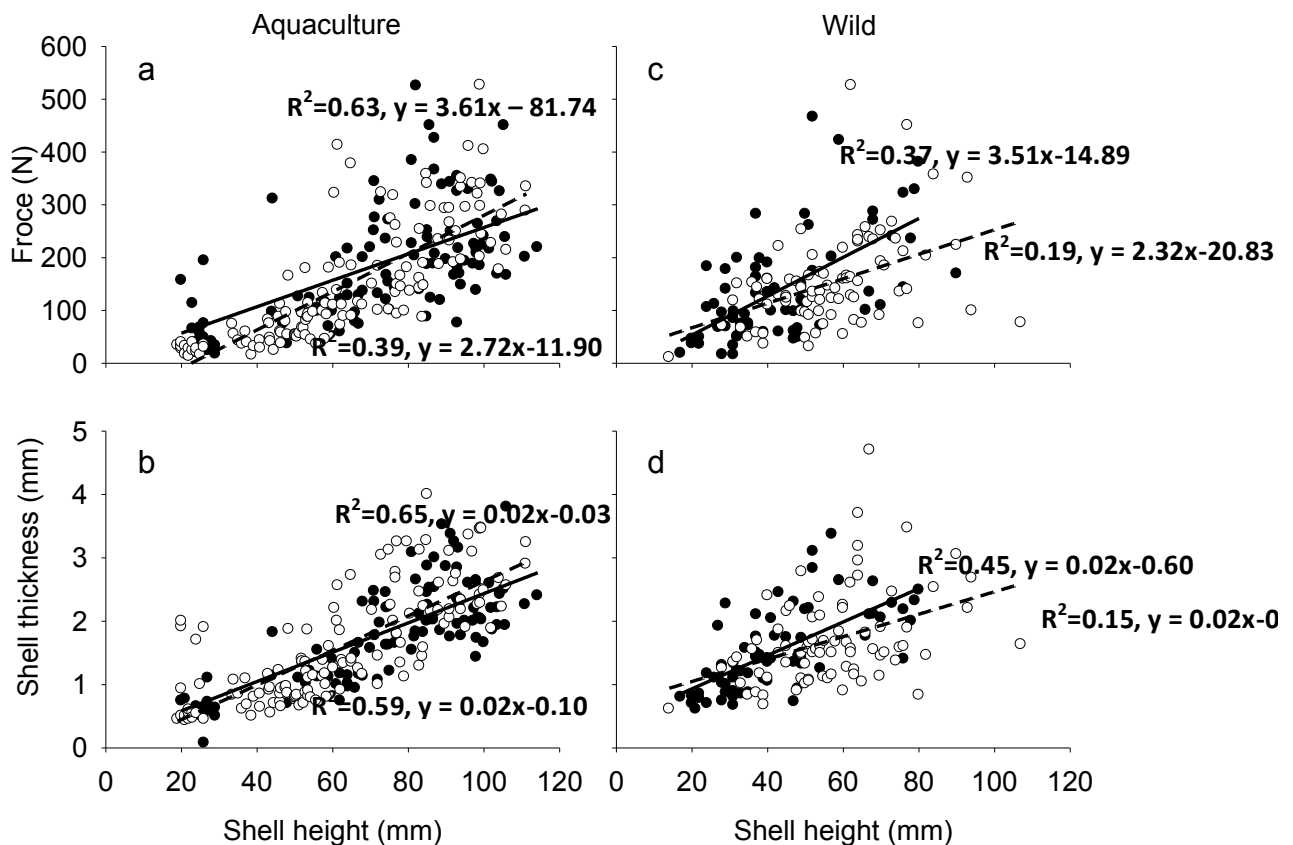 Aquaculture
Wild
a
c
b
d
R²=0.63, y = 3.61x – 81.74
R²=0.39, y = 2.72x-11.90
R²=0.37, y = 3.51x-14.89
R²=0.19, y = 2.32x-20.83
R²=0.65, y = 0.02x-0.03
R²=0.59, y = 0.02x-0.10
R²=0.45, y = 0.02x-0.60
R²=0.15, y = 0.02x-0
Froce (N)
600
500
400
300
200
100
0
Shell thickness (mm)
5
4
3
2
1
0
0 20 40 60 80 100 120
0 20 40 60 80 100 120
Shell height (mm)
Shell height (mm)